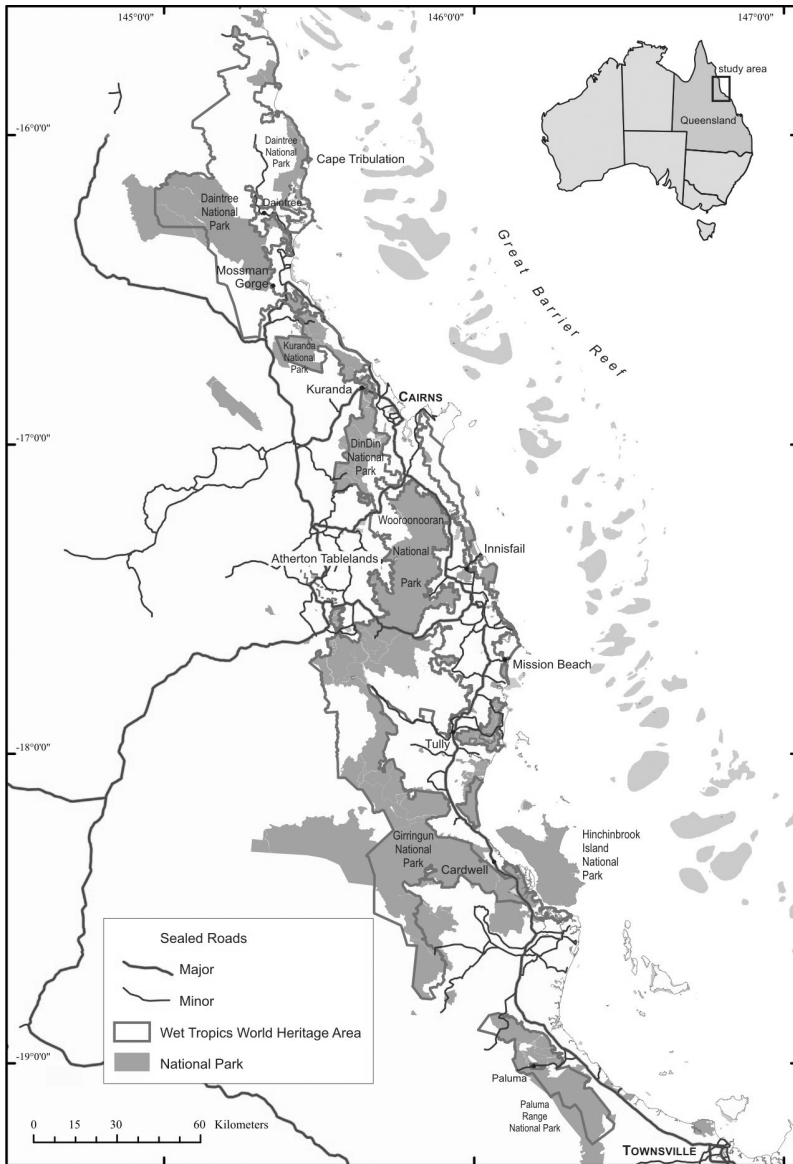 145°0'0"
146°0'0"
147°0'0"
study area
Queensland
-16°0'0"
Daintree
National
Park
Cape Tribulation
Daintree
National
Park
Daintree
Great Barrier Reef
Mossman
Gorge
Kuranda
National
Park
Kuranda
CAIRNS
-17°0'0"
DinDin
National
Park
Wooroonooran
National
Park
Innisfail
Atherton Tablelands
Mission Beach
-18°0'0"
Tully
Girringun
National
Park
Hinchinbrook
Island
National
Park
Cardwell
Sealed Roads
Major
Minor
Wet Tropics World Heritage Area
National Park
-19°0'0"
Paluma
Paluma
Range
National Park
0 15 30 60 Kilometers
TOWNSVILLE